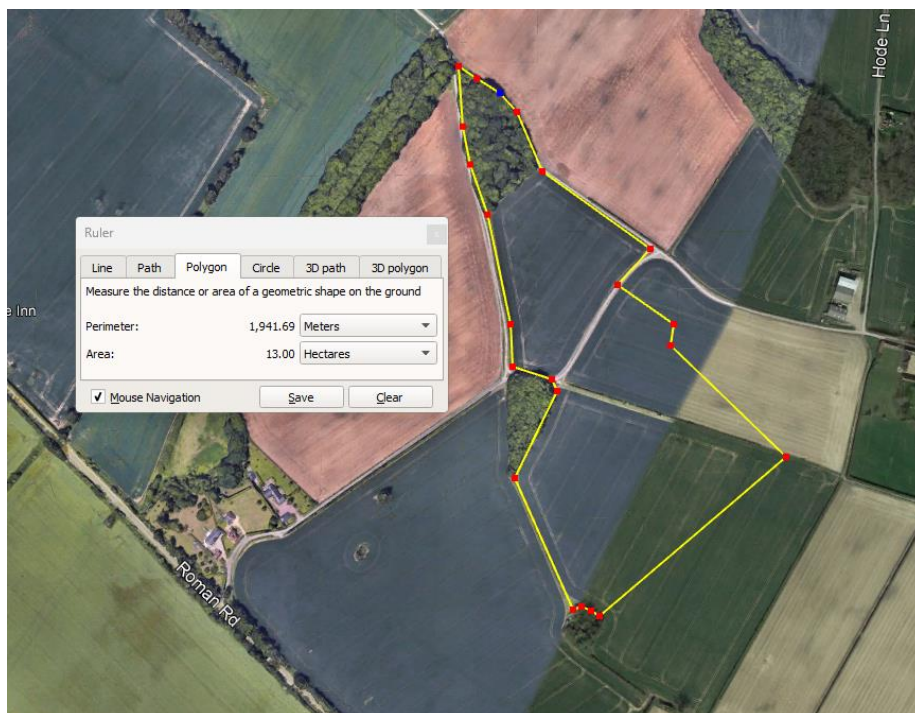 Hode Ln
Ruler
Line Path Polygon Circle 3D path 3D polygon
Measure the distance or area of a geometric shape on the ground
e Inn
Perimeter: 1,941.69 Meters
Area: 13.00 Hectares
Mouse Navigation Save Clear
Roman Rd